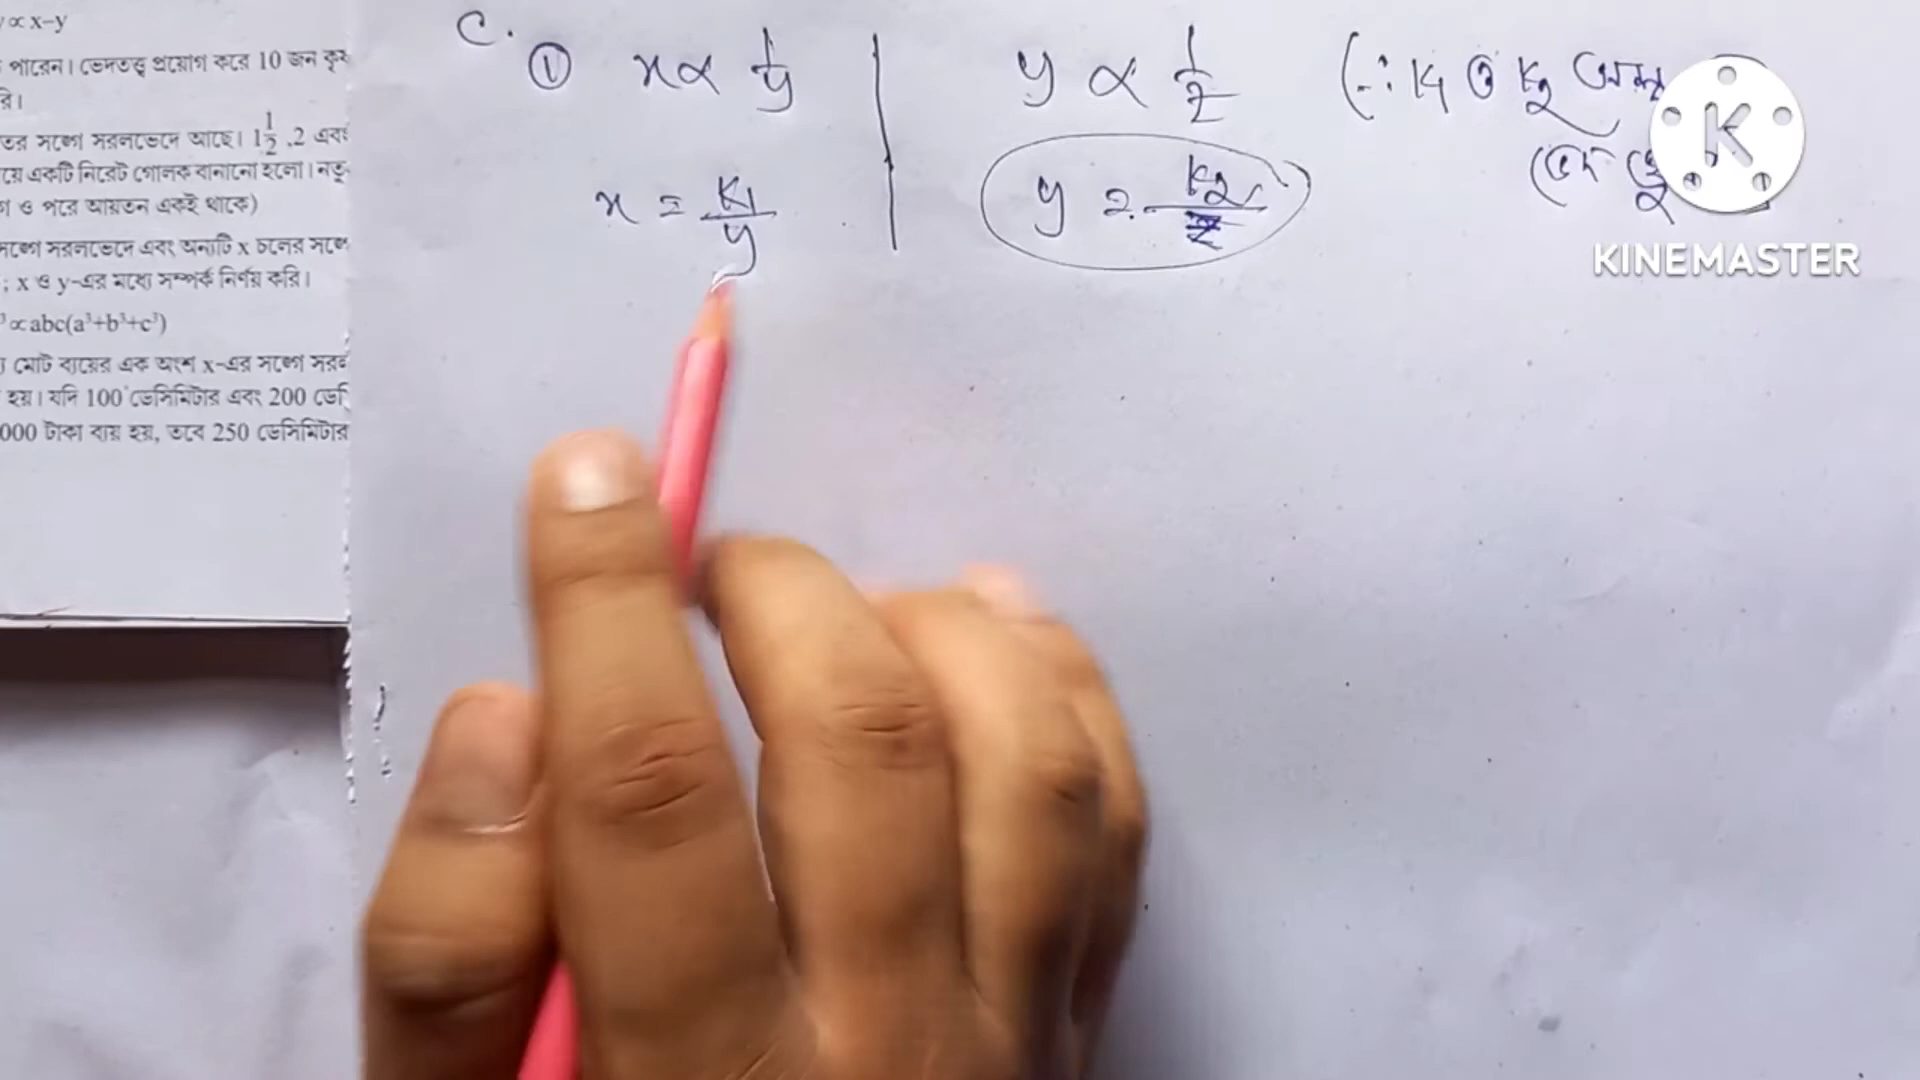 ∝ x–y
পারেন। ভেদতত্ত্ব প্রয়োগ করে 10 জন কৃষ
রি।
তর সঙ্গে সরলভেদে আছে। 1 1/2 ,2 এবং
য়ে একটি নিরেট গোলক বানানো হলো। নতু
গ ও পরে আয়তন একই থাকে)
সঙ্গে সরলভেদে এবং অন্যটি x চলের সঙ্গে
; x ও y-এর মধ্যে সম্পর্ক নির্ণয় করি।
³∝abc(a³+b³+c³)
মোট ব্যয়ের এক অংশ x-এর সঙ্গে সরল
হয়। যদি 100 ডেসিমিটার এবং 200 ডেসি
000 টাকা ব্যয় হয়, তবে 250 ডেসিমিটার
C.
① x ∝ 1/y
x = K1/y
y ∝ 1/z (∴ K1 ও K2
y = K2/z
ভেদ
K
KINEMASTER